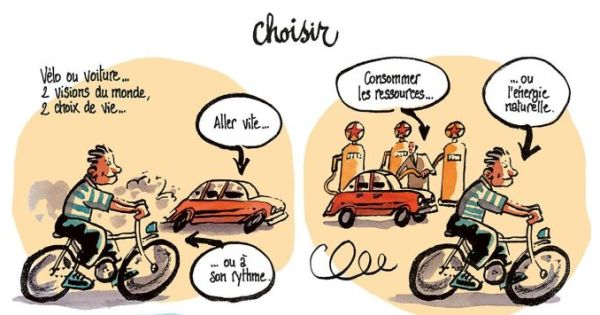 choisir
Vélo ou voiture...
2 visions du monde,
2 choix de vie...
Aller vite...
... ou à
son rythme.
Consommer
les ressources...
... ou
l'énergie
naturelle.